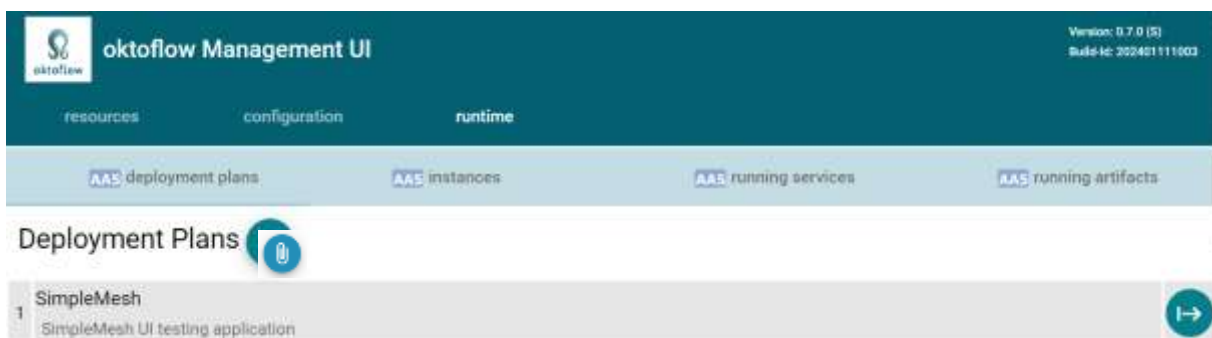 oktoflow
oktoflow Management UI
Version: 0.7.0 (S)
Build-Id: 202401111003
resources configuration runtime
AAS deployment plans AAS instances AAS running services AAS running artifacts
Deployment Plans
1 SimpleMesh
SimpleMesh UI testing application